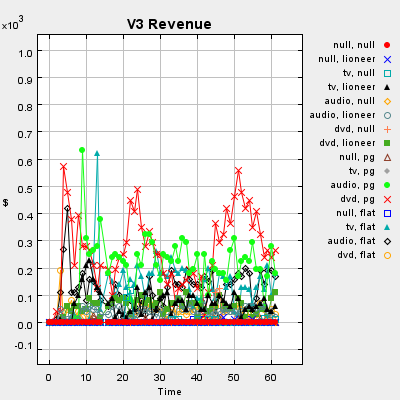 V3 Revenue
x10³
1.0
0.9
0.8
0.7
0.6
0.5
0.4
0.3
0.2
0.1
0.0
-0.1
$
0 10 20 30 40 50 60
Time
null, null
null, lioneer
tv, null
tv, lioneer
audio, null
audio, lioneer
dvd, null
dvd, lioneer
null, pg
tv, pg
audio, pg
dvd, pg
null, flat
tv, flat
audio, flat
dvd, flat